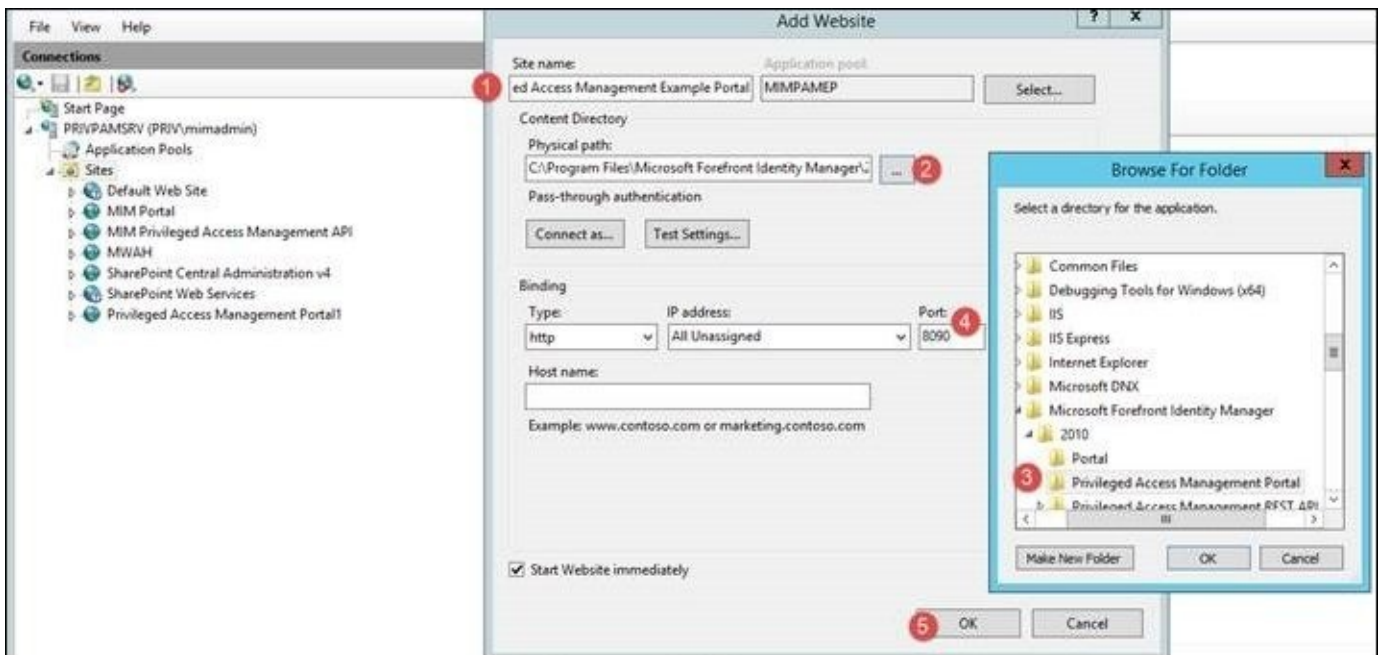 File View Help
Connections
Start Page
PRIVPAMSRV (PRIV\mimadmin)
Application Pools
Sites
Default Web Site
MIM Portal
MIM Privileged Access Management API
MWAH
SharePoint Central Administration v4
SharePoint Web Services
Privileged Access Management Portal1
Add Website
? X
Site name: Application pool:
1 ed Access Management Example Portal MIMPAMEP Select...
Content Directory
Physical path:
C:\Program Files\Microsoft Forefront Identity Manager\ ... 2
Pass-through authentication
Connect as... Test Settings...
Binding
Type: IP address: Port: 4
http All Unassigned 8090
Host name:
Example: www.contoso.com or marketing.contoso.com
Start Website immediately
5 OK Cancel
Browse For Folder X
Select a directory for the application.
Common Files
Debugging Tools for Windows (x64)
IIS
IIS Express
Internet Explorer
Microsoft DNX
Microsoft Forefront Identity Manager
2010
Portal
3 Privileged Access Management Portal
Privileged Access Management REST API
Make New Folder OK Cancel